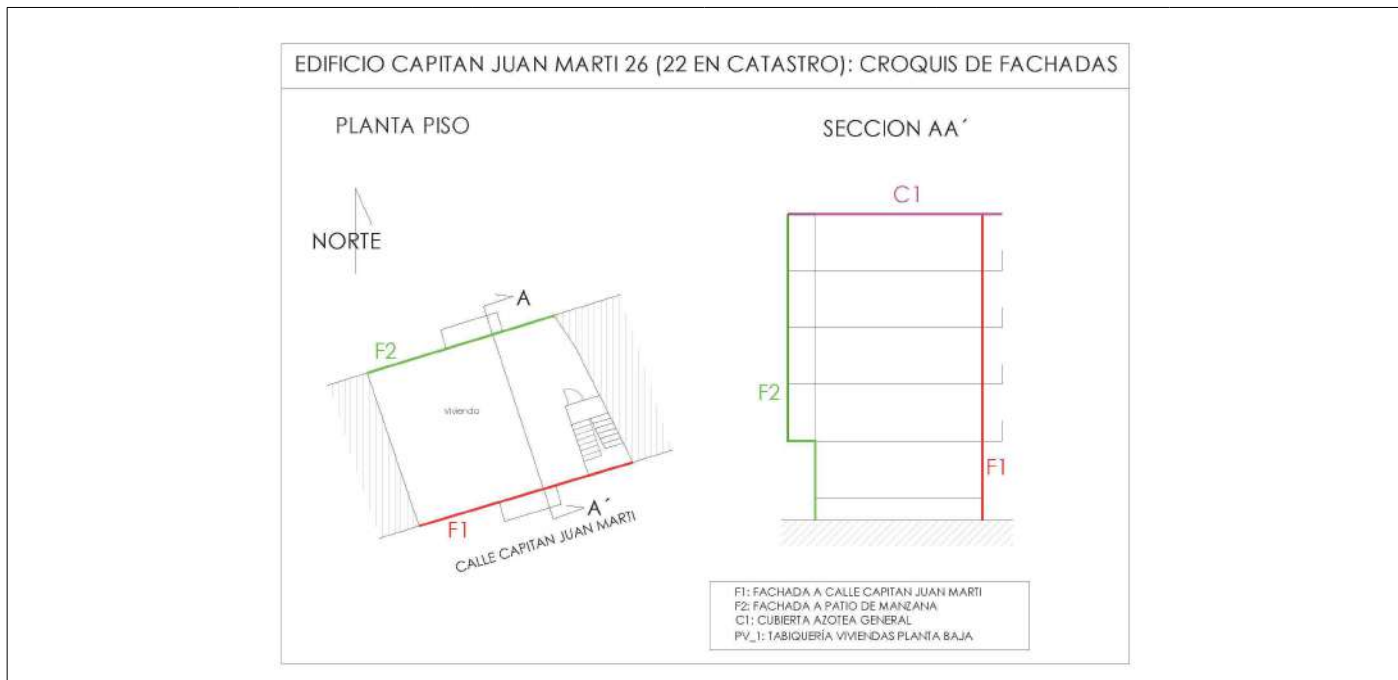 EDIFICIO CAPITAN JUAN MARTI 26 (22 EN CATASTRO): CROQUIS DE FACHADAS
PLANTA PISO
SECCION AA´
C1
NORTE
A
F2
vivienda
F2
F1
A´
F1
CALLE CAPITAN JUAN MARTI
F1: FACHADA A CALLE CAPITAN JUAN MARTI
F2: FACHADA A PATIO DE MANZANA
C1: CUBIERTA AZOTEA GENERAL
PV_1: TABIQUERÍA VIVIENDAS PLANTA BAJA